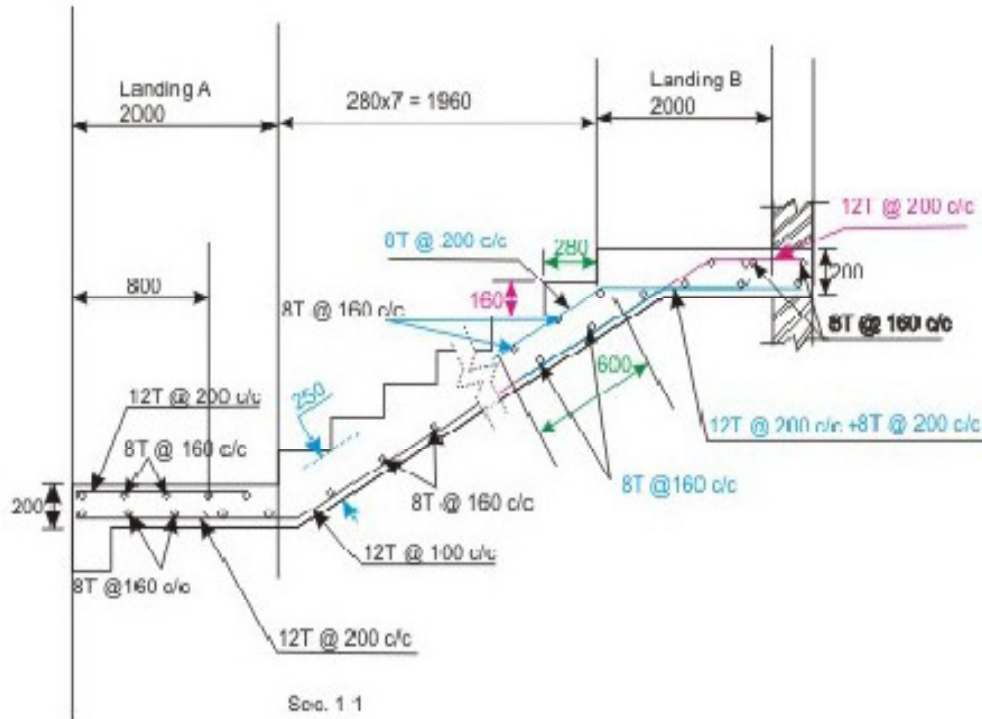 Landing A
2000
280x7 = 1960
Landing B
2000
12T @ 200 c/c
8T @ 200 c/c
280
200
800
160
8T @ 160 c/c
8T @ 160 c/c
600
12T @ 200 c/c
250
12T @ 200 c/c +8T @ 200 c/c
8T @ 160 c/c
8T @160 c/c
200
8T @ 160 c/c
12T @ 100 c/c
8T @160 c/c
12T @ 200 c/c
Sec. 1 1